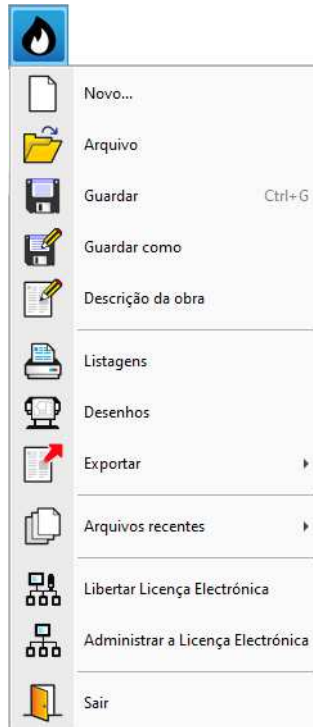 Novo...
Arquivo
Guardar Ctrl+G
Guardar como
Descrição da obra
Listagens
Desenhos
Exportar
Arquivos recentes
Libertar Licença Electrónica
Administrar a Licença Electrónica
Sair